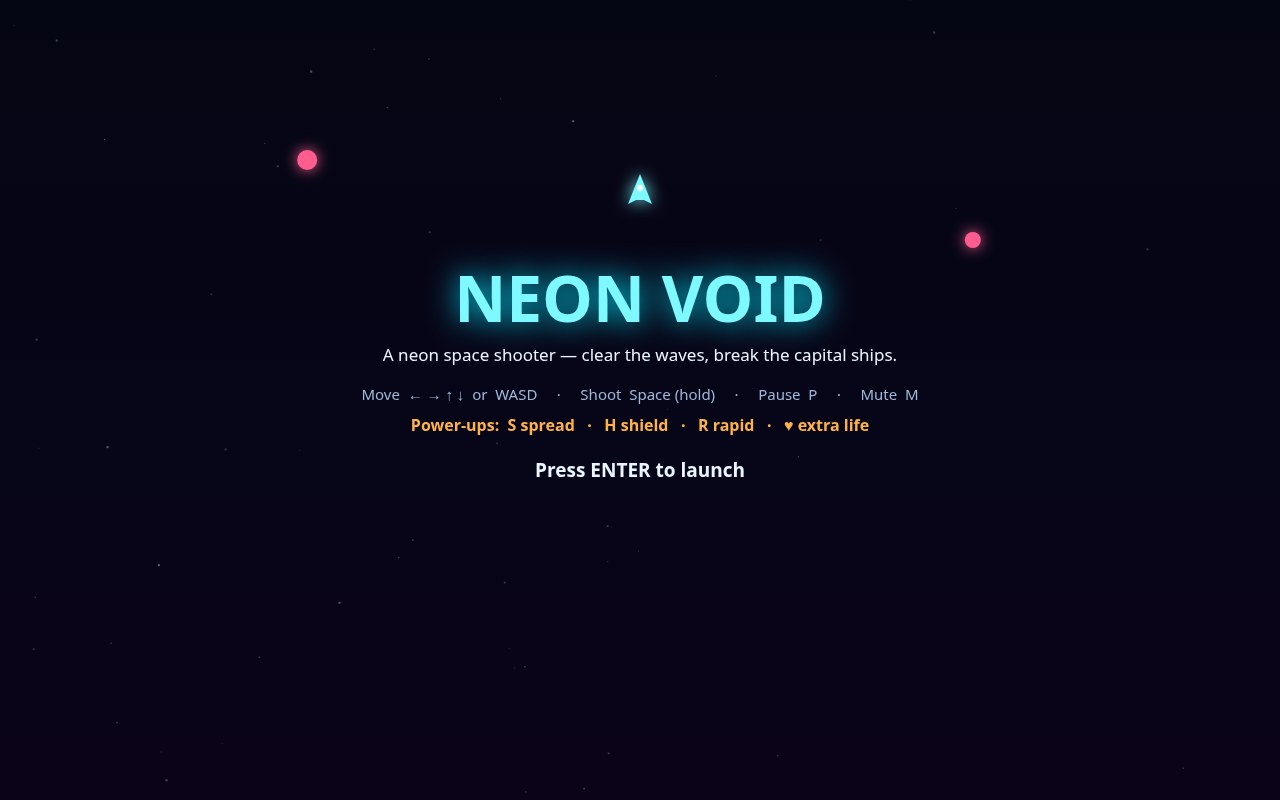 NEON VOID
A neon space shooter — clear the waves, break the capital ships.
Move ← → ↑ ↓ or WASD · Shoot Space (hold) · Pause P · Mute M
Power-ups: S spread · H shield · R rapid · ♥ extra life
Press ENTER to launch